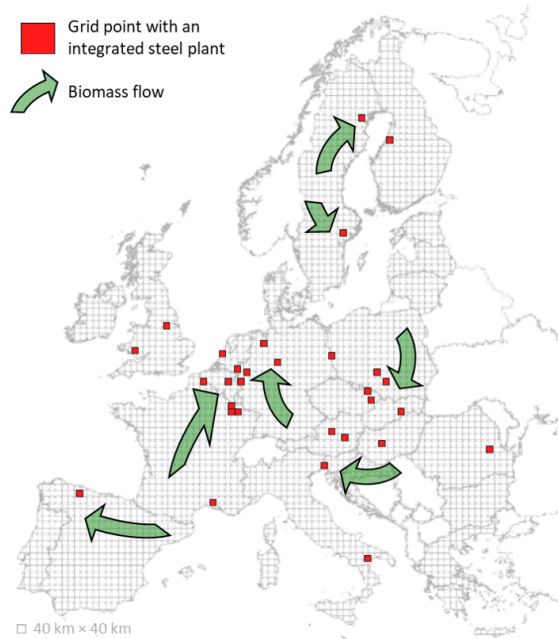 Grid point with an
integrated steel plant
Biomass flow
40 km × 40 km